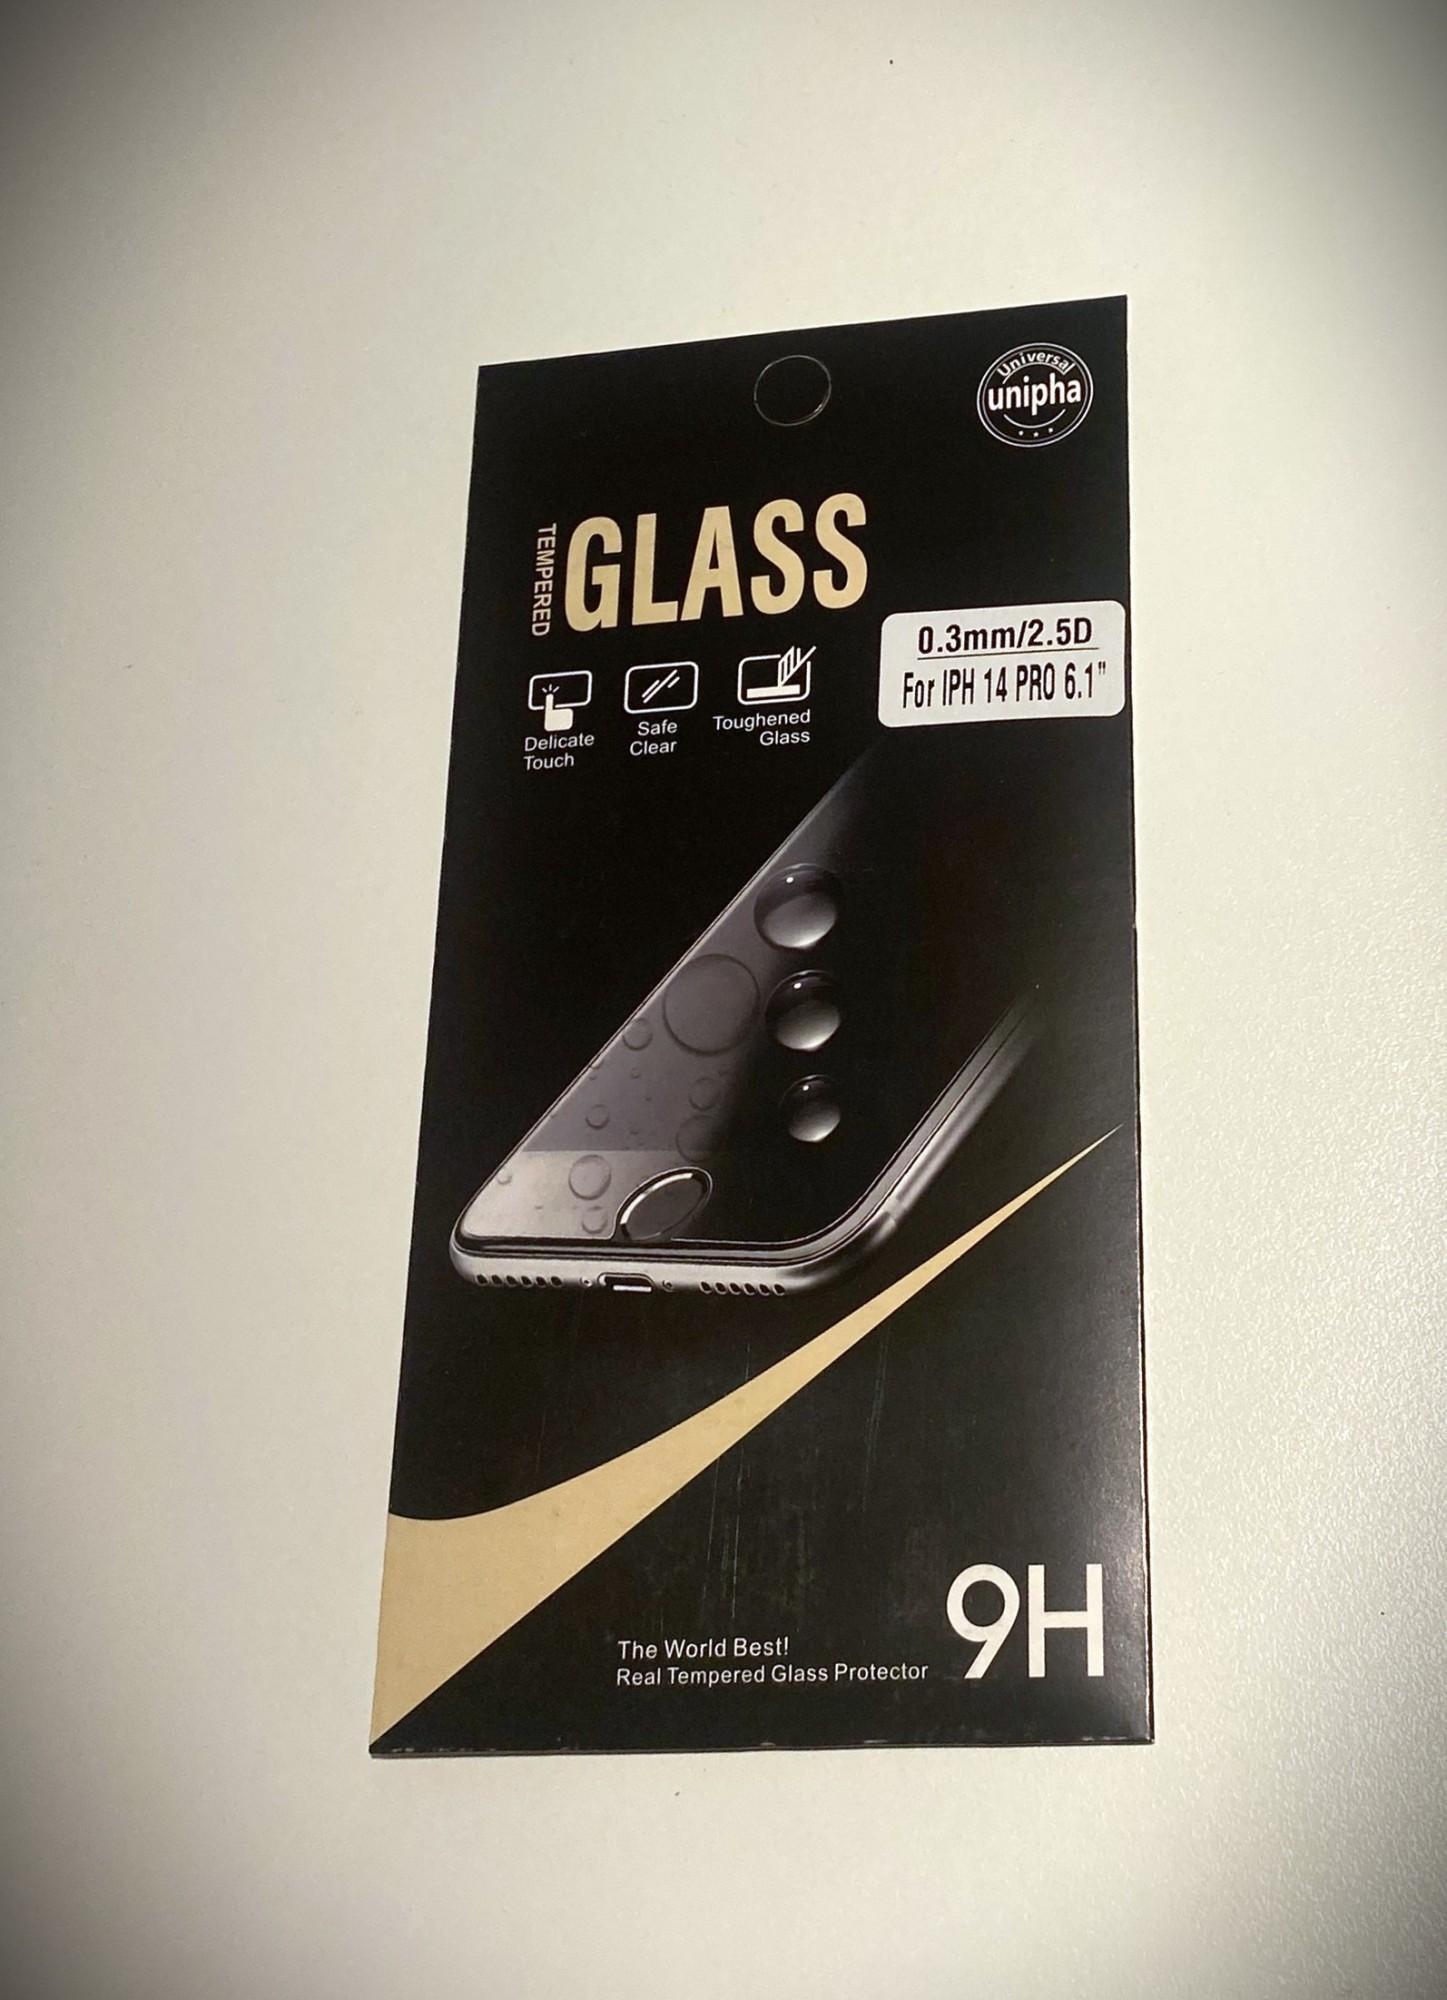 Universal
unipha
TEMPERED
GLASS
0.3mm/2.5D
For IPH 14 PRO 6.1"
Delicate
Touch
Safe
Clear
Toughened
Glass
9H
The World Best!
Real Tempered Glass Protector